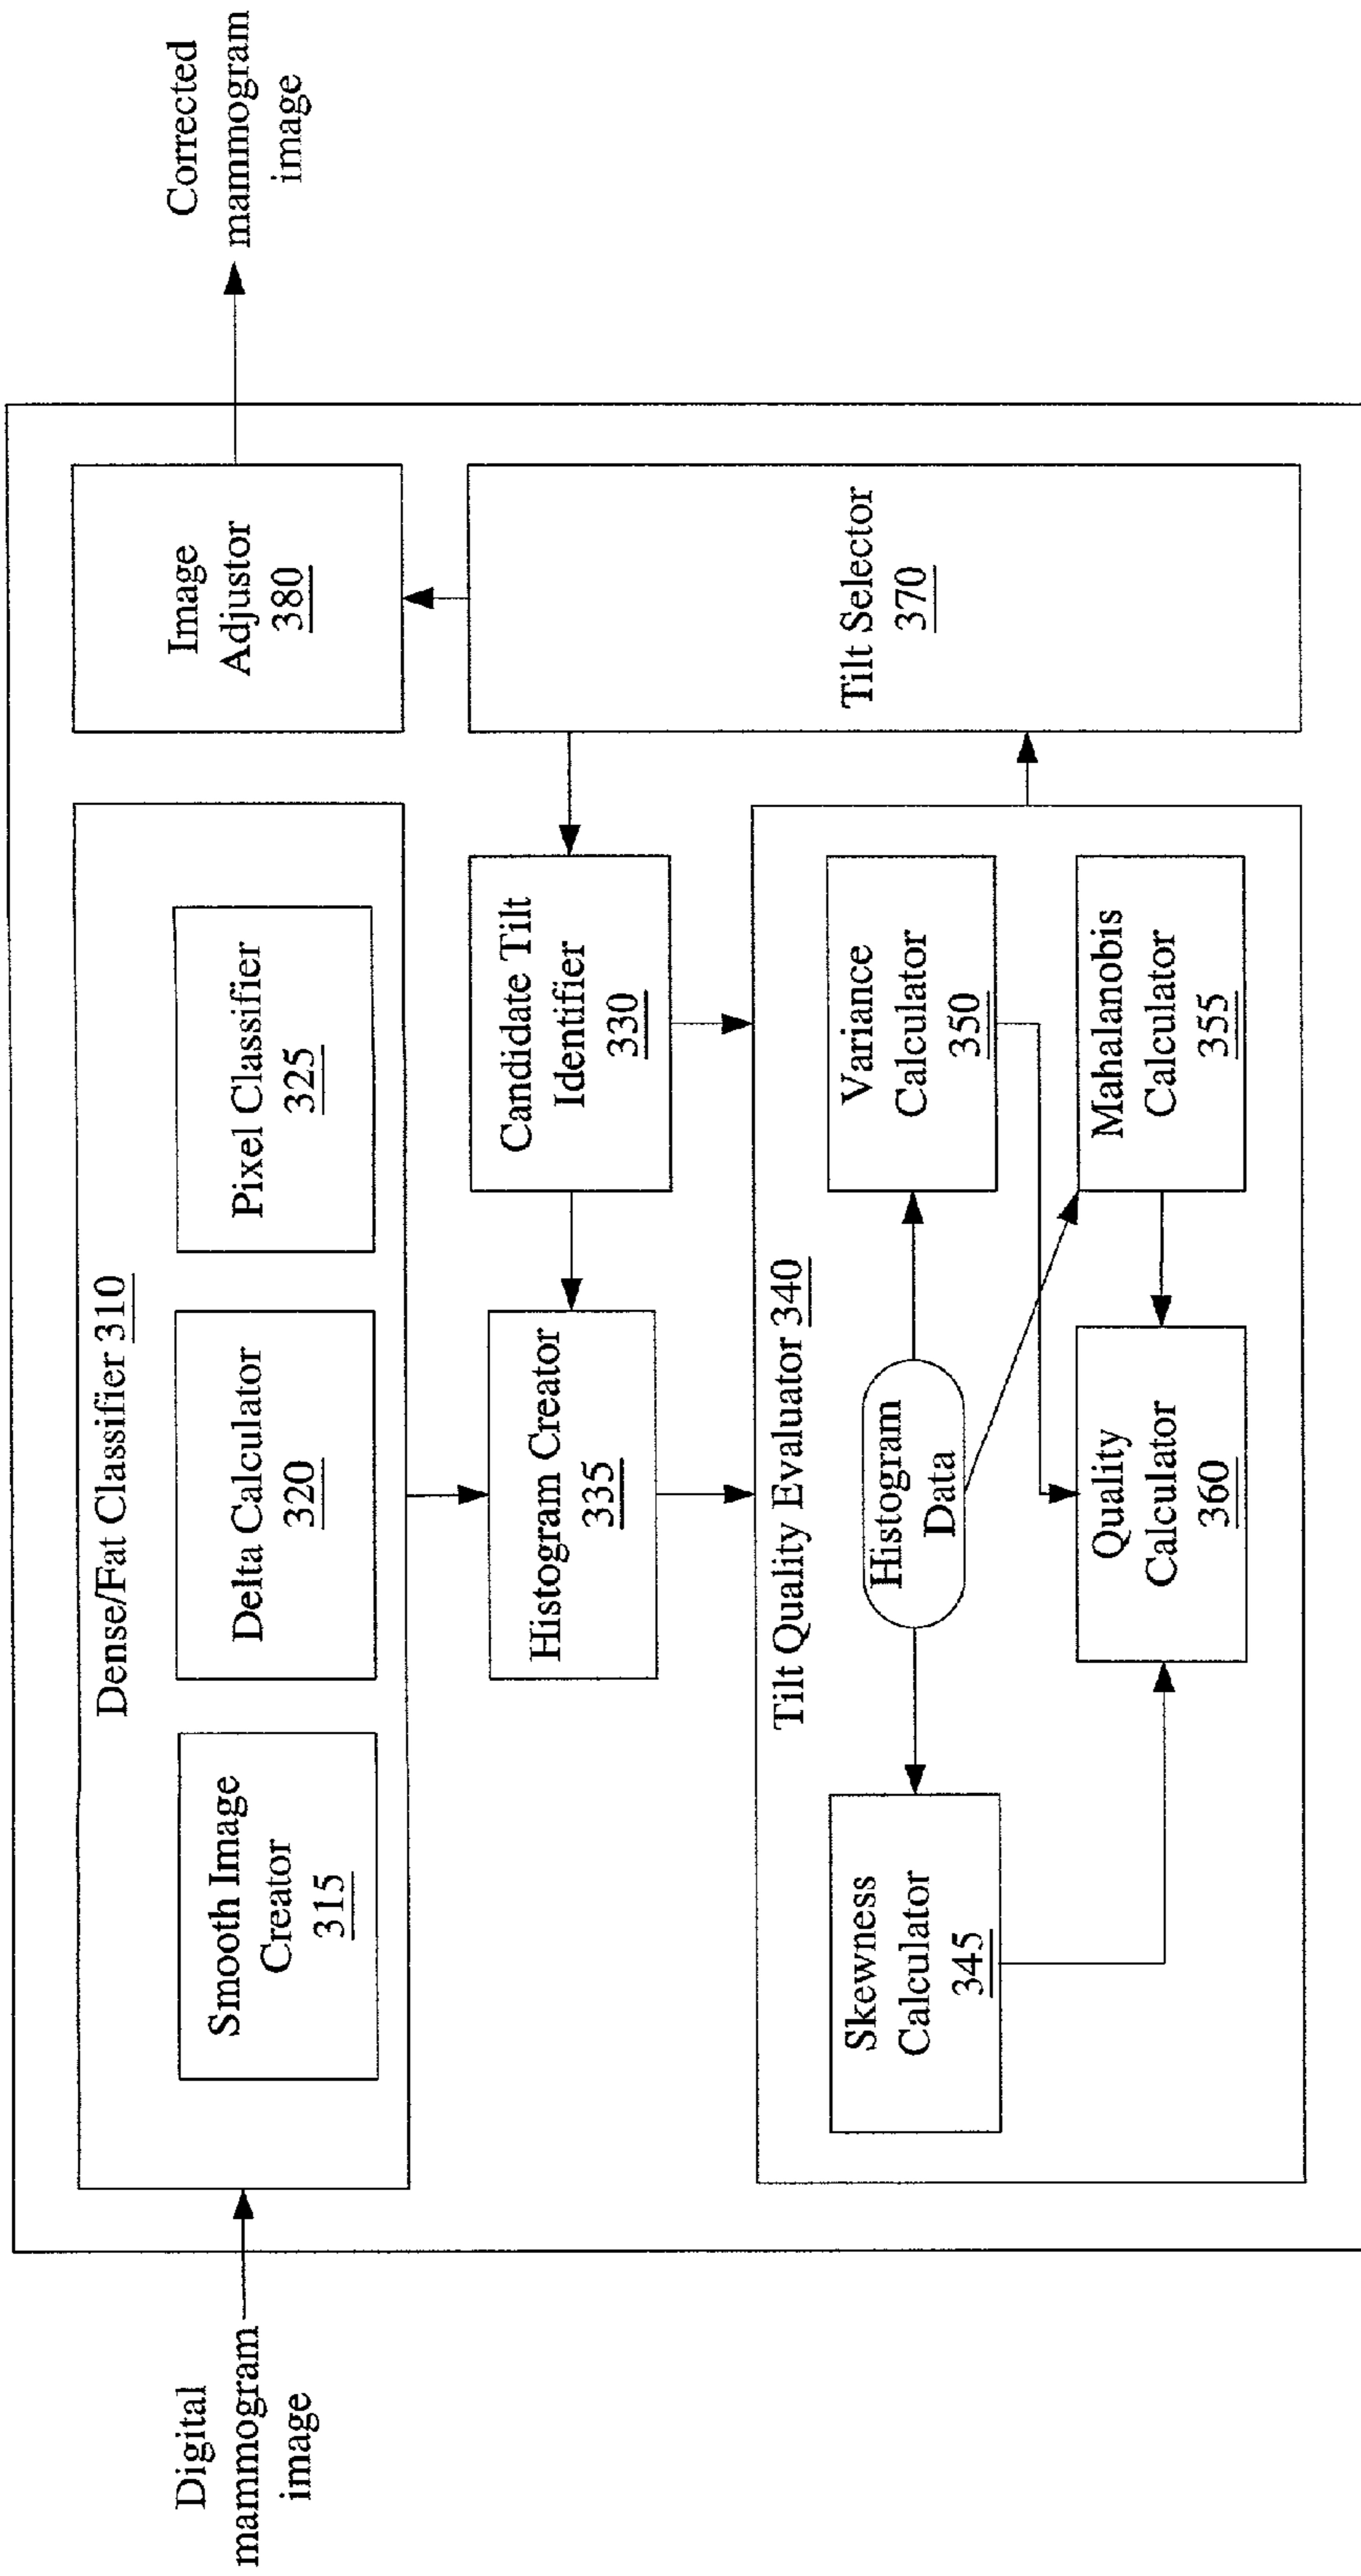 Digital
mammogram
image
Dense/Fat Classifier 310
Smooth Image
Creator
315
Delta Calculator
320
Pixel Classifier
325
Image
Adjustor
380
Corrected
mammogram
image
Histogram Creator
335
Candidate Tilt
Identifier
330
Tilt Selector
370
Tilt Quality Evaluator 340
Skewness
Calculator
345
Histogram
Data
Variance
Calculator
350
Quality
Calculator
360
Mahalanobis
Calculator
355